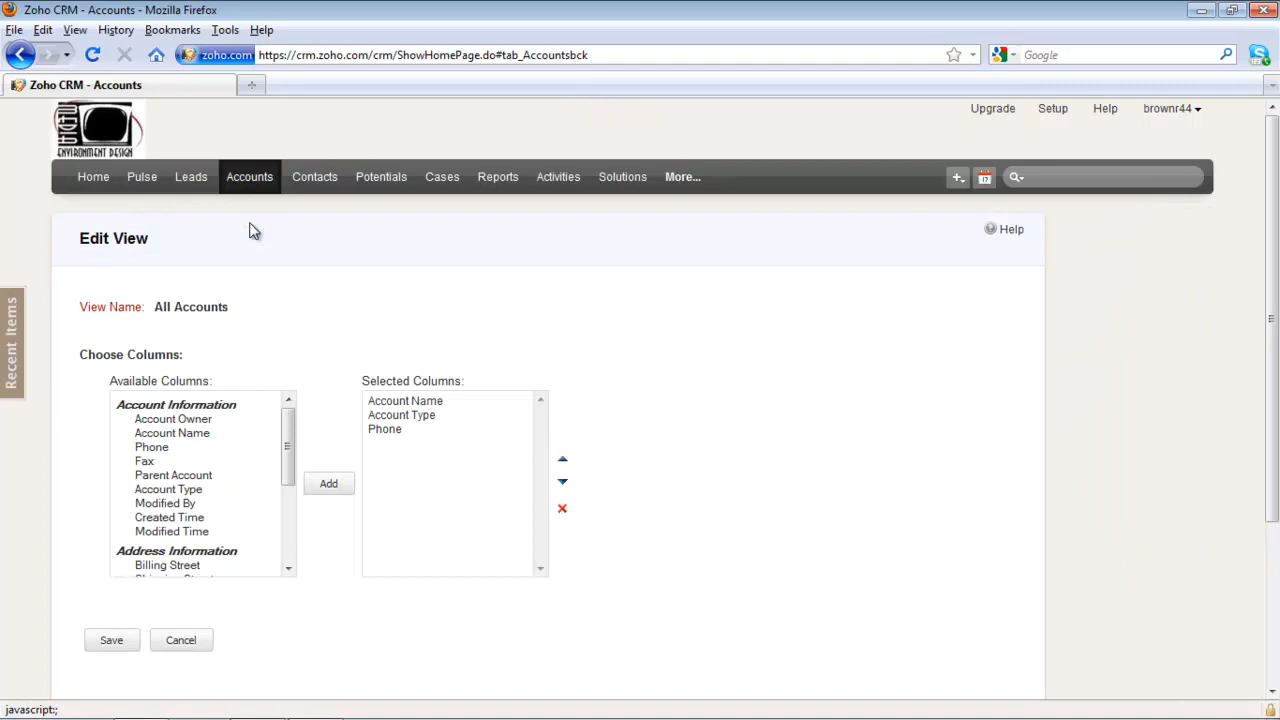 Zoho CRM - Accounts - Mozilla Firefox
File Edit View History Bookmarks Tools Help
zoho.com https://crm.zoho.com/crm/ShowHomePage.do#tab_Accountsbck Google
Zoho CRM - Accounts
ENVIRONMENT DESIGN
Upgrade Setup Help brownr44
Home Pulse Leads Accounts Contacts Potentials Cases Reports Activities Solutions More...
Edit View
Help
Recent Items
View Name: All Accounts
Choose Columns:
Available Columns: Selected Columns:
Account Information
Account Owner
Account Name
Phone
Fax
Parent Account
Account Type
Modified By
Created Time
Modified Time
Address Information
Billing Street
Add
Account Name
Account Type
Phone
Save Cancel
javascript:;